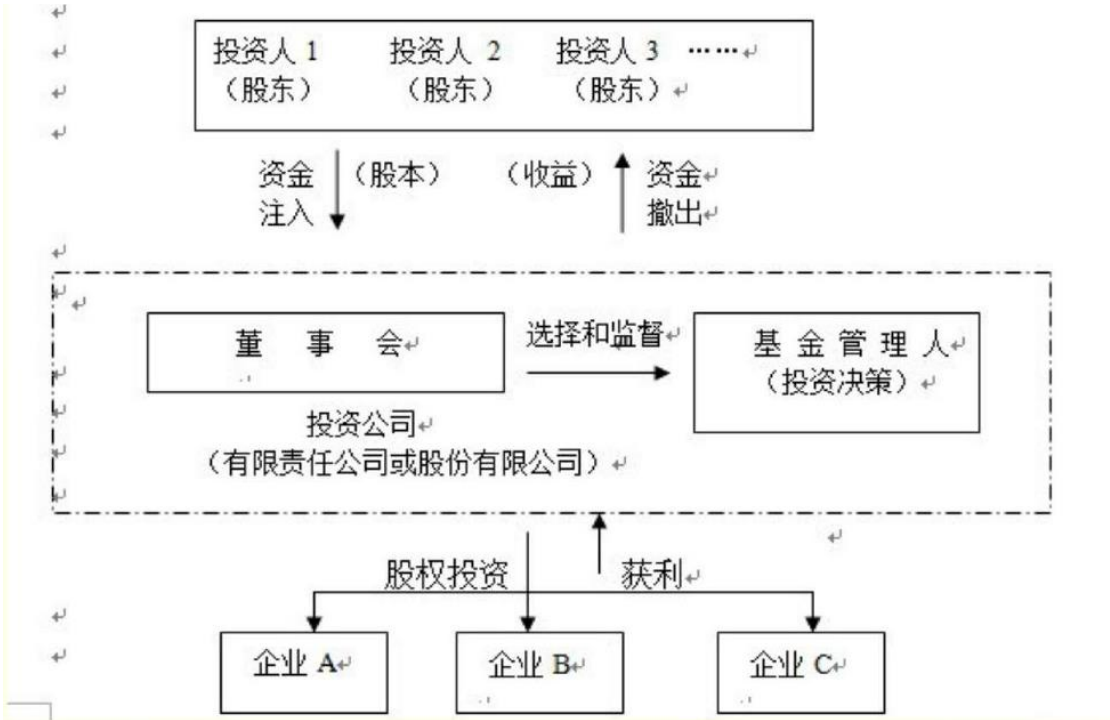 投资人 1 投资人 2 投资人 3 ……
（股东） （股东） （股东）
资金 （股本） （收益） 资金
注入 撤出
董 事 会 选择和监督 基 金 管 理 人
（投资决策）
投资公司
（有限责任公司或股份有限公司）
股权投资 获利
企业 A 企业 B 企业 C